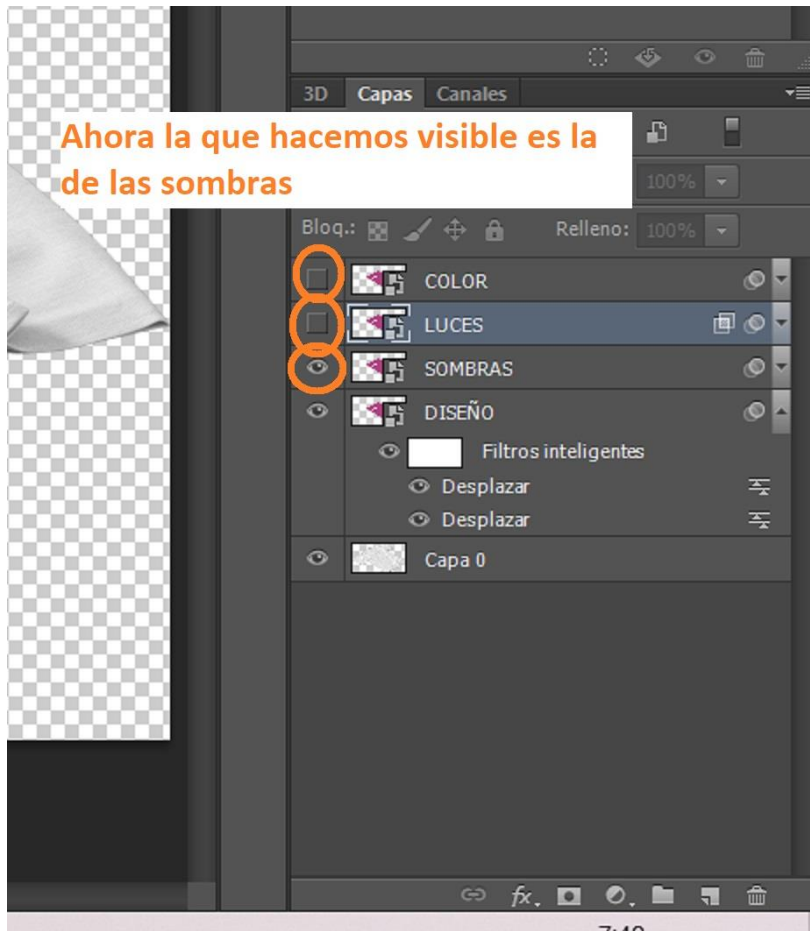 3D Capas Canales
Ahora la que hacemos visible es la
de las sombras
100%
Bloq.: Relleno: 100%
COLOR
LUCES
SOMBRAS
DISEÑO
Filtros inteligentes
Desplazar
Desplazar
Capa 0
fx.